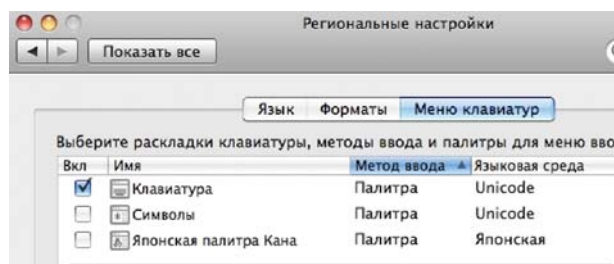 Региональные настройки
Показать все
Язык Форматы Меню клавиатур
Выберите раскладки клавиатуры, методы ввода и палитры для меню
Вкл Имя Метод ввода Языковая среда
Клавиатура Палитра Unicode
Символы Палитра Unicode
Японская палитра Кана Палитра Японская